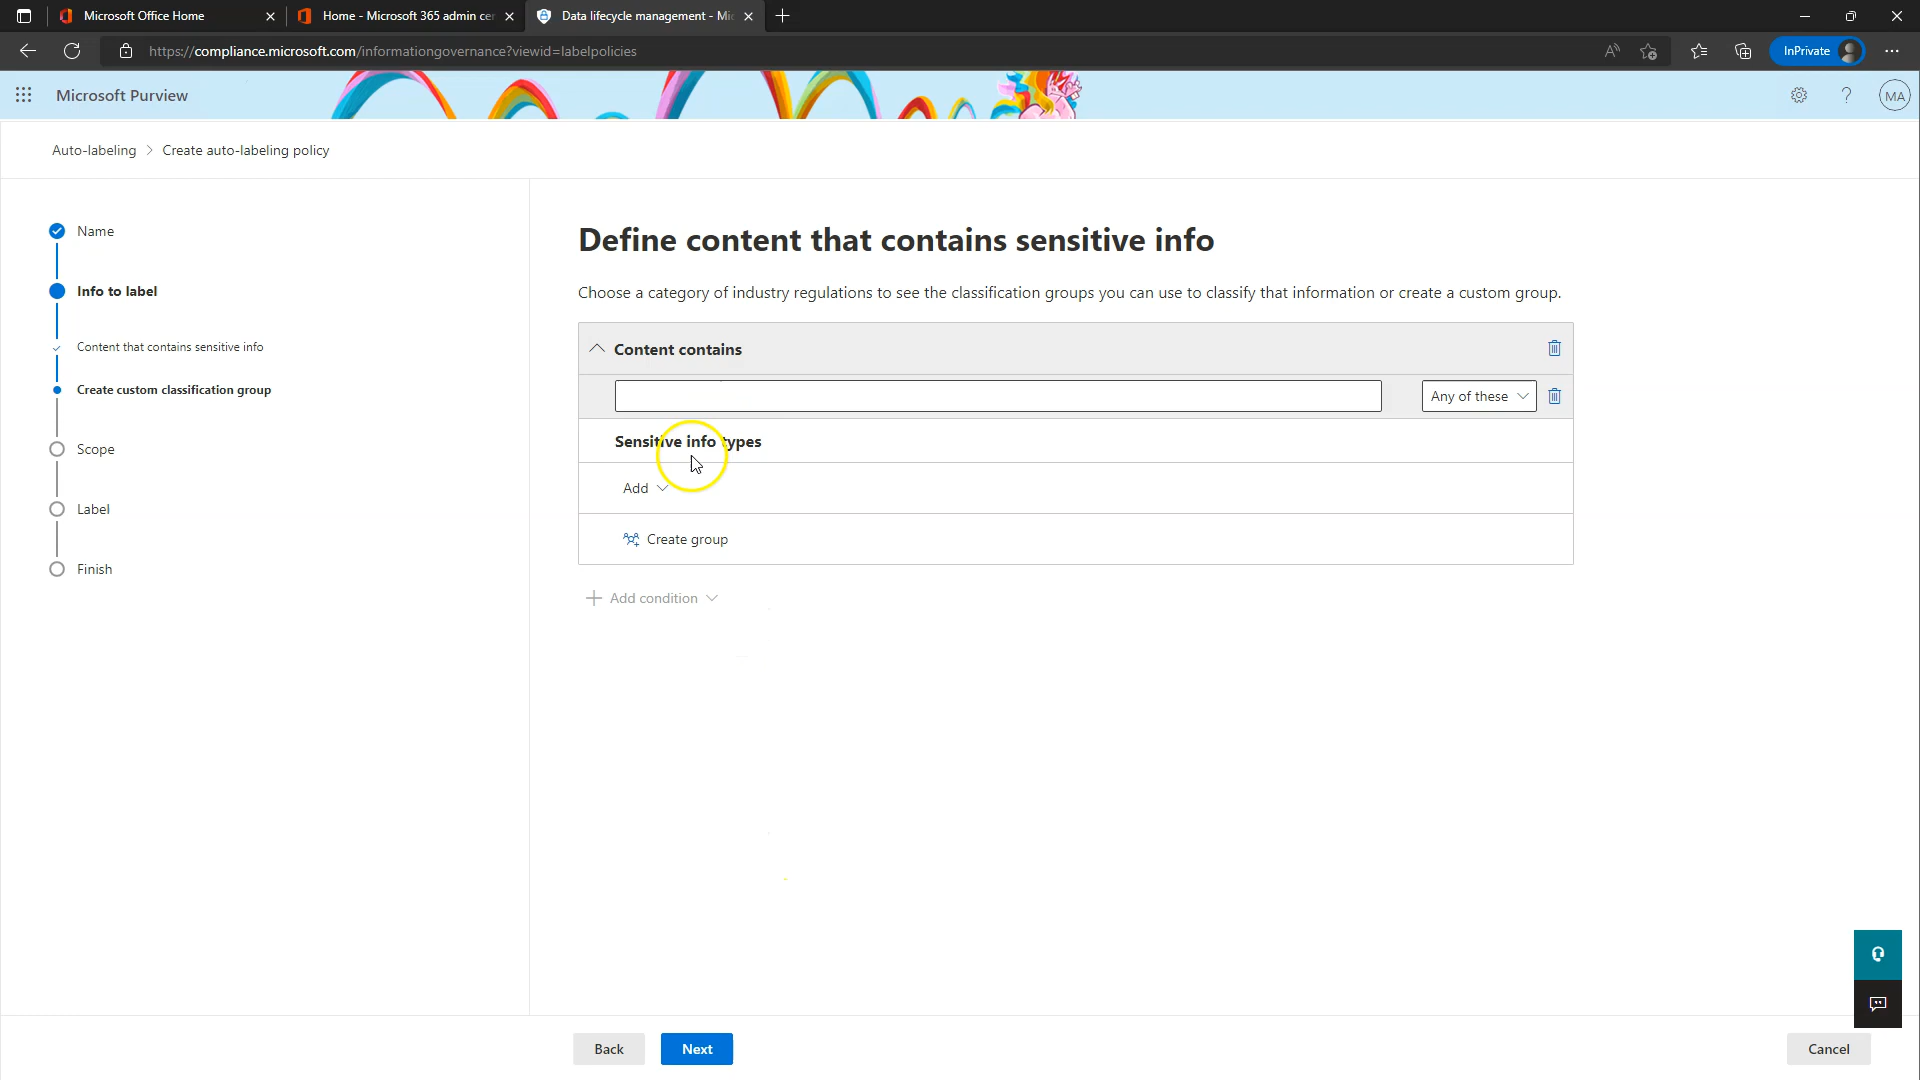 Microsoft Office Home
Home - Microsoft 365 admin cer
Data lifecycle management - Mic
https://compliance.microsoft.com/informationgovernance?viewid=labelpolicies
InPrivate
Microsoft Purview
MA
Auto-labeling > Create auto-labeling policy
Name
Info to label
Content that contains sensitive info
Create custom classification group
Scope
Label
Finish
Define content that contains sensitive info
Choose a category of industry regulations to see the classification groups you can use to classify that information or create a custom group.
Content contains
Any of these
Sensitive info types
Add
Create group
Add condition
Back
Next
Cancel